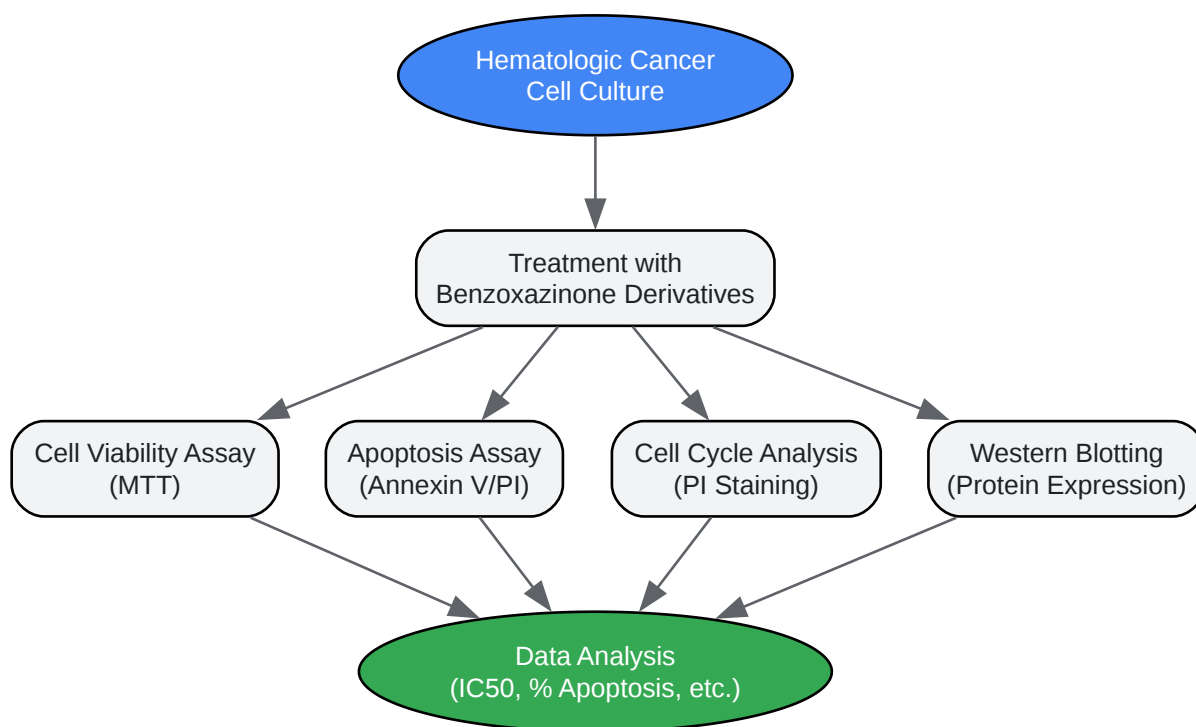 Hematologic Cancer
Cell Culture
Treatment with
Benzoxazinone Derivatives
Cell Viability Assay
(MTT)
Apoptosis Assay
(Annexin V/PI)
Cell Cycle Analysis
(PI Staining)
Western Blotting
(Protein Expression)
Data Analysis
(IC50, % Apoptosis, etc.)